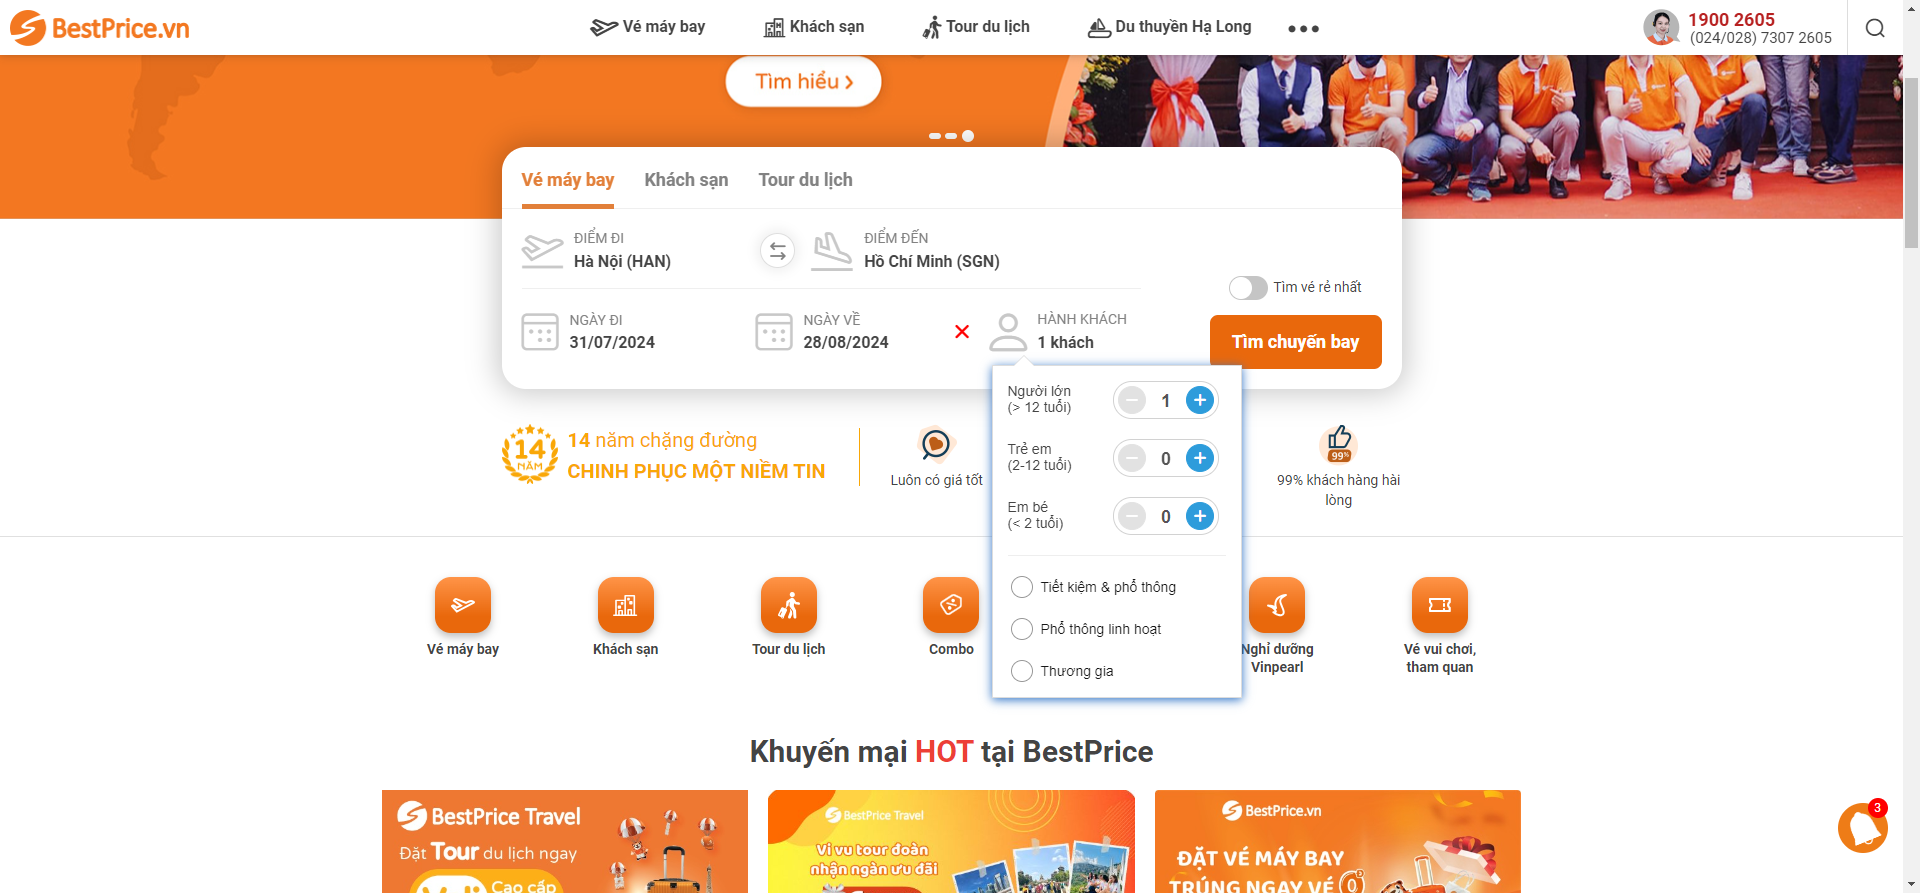 BestPrice.vn
Vé máy bay
Khách sạn
Tour du lịch
Du thuyền Hạ Long
1900 2605
(024/028) 7307 2605
Tìm hiểu
Vé máy bay
Khách sạn
Tour du lịch
ĐIỂM ĐI
Hà Nội (HAN)
ĐIỂM ĐẾN
Hồ Chí Minh (SGN)
Tìm vé rẻ nhất
NGÀY ĐI
31/07/2024
NGÀY VỀ
28/08/2024
HÀNH KHÁCH
1 khách
Tìm chuyến bay
Người lớn
(> 12 tuổi)
1
Trẻ em
(2-12 tuổi)
0
Em bé
(< 2 tuổi)
0
Tiết kiệm & phổ thông
Phổ thông linh hoạt
Thương gia
14
NĂM
14 năm chặng đường
CHINH PHỤC MỘT NIỀM TIN
Luôn có giá tốt
99%
99% khách hàng hài
lòng
Vé máy bay
Khách sạn
Tour du lịch
Combo
Nghỉ dưỡng
Vinpearl
Vé vui chơi,
tham quan
Khuyến mại HOT tại BestPrice
BestPrice Travel
Đặt Tour du lịch ngay
Cao cấp
BestPrice Travel
Vi vu tour đoàn
nhận ngàn ưu đãi
BestPrice.vn
ĐẶT VÉ MÁY BAY
TRÚNG NGAY VÉ 0
3